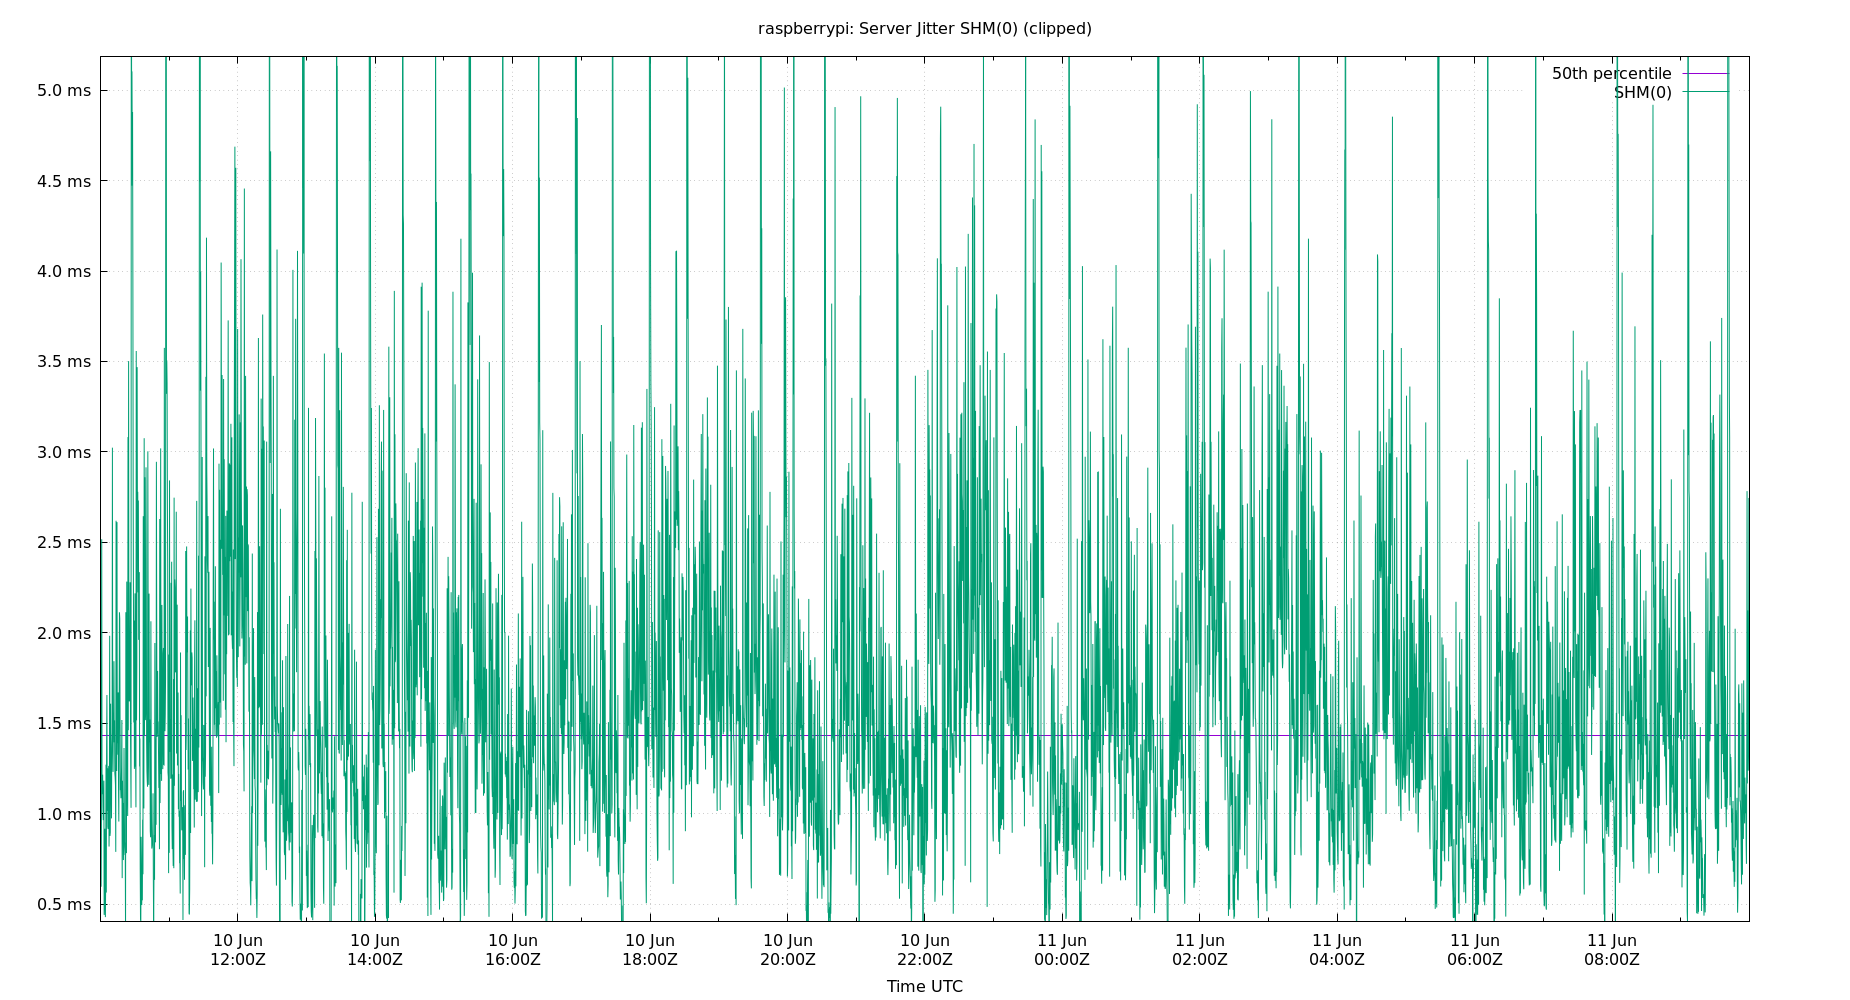 raspberrypi: Server Jitter SHM(0) (clipped)
50th percentile
SHM(0)
5.0 ms
4.5 ms
4.0 ms
3.5 ms
3.0 ms
2.5 ms
2.0 ms
1.5 ms
1.0 ms
0.5 ms
10 Jun 10 Jun 10 Jun 10 Jun 10 Jun 10 Jun 11 Jun 11 Jun 11 Jun 11 Jun 11 Jun
12:00Z 14:00Z 16:00Z 18:00Z 20:00Z 22:00Z 00:00Z 02:00Z 04:00Z 06:00Z 08:00Z
Time UTC